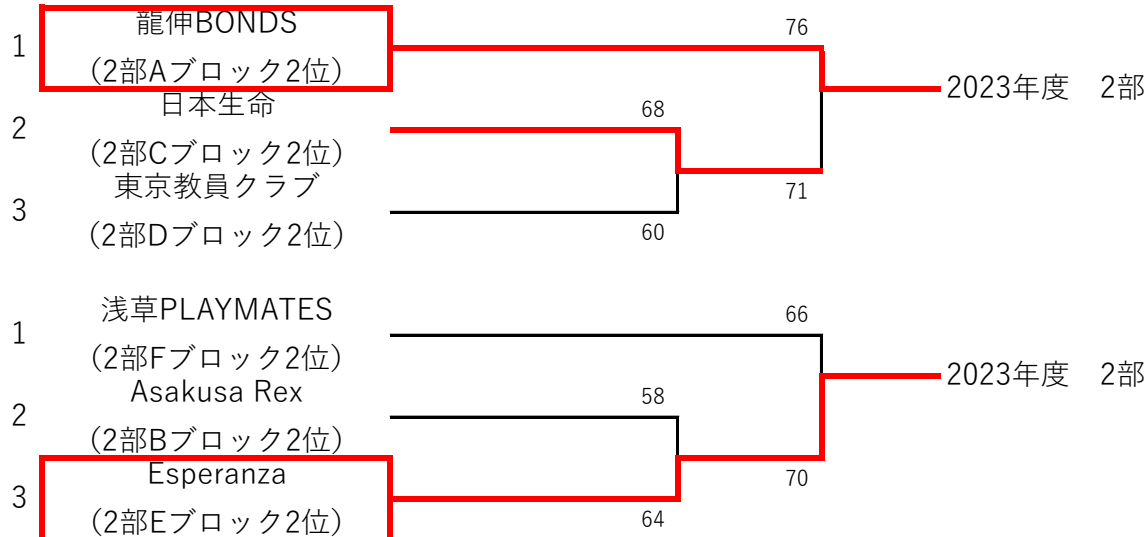 龍伸BONDS
76
1
(2部Aブロック2位)
2023年度　2部
日本生命
68
2
(2部Cブロック2位)
東京教員クラブ
71
3
(2部Dブロック2位)
60
浅草PLAYMATES
66
1
(2部Fブロック2位)
2023年度　2部
Asakusa Rex
58
2
(2部Bブロック2位)
Esperanza
70
3
(2部Eブロック2位)
64